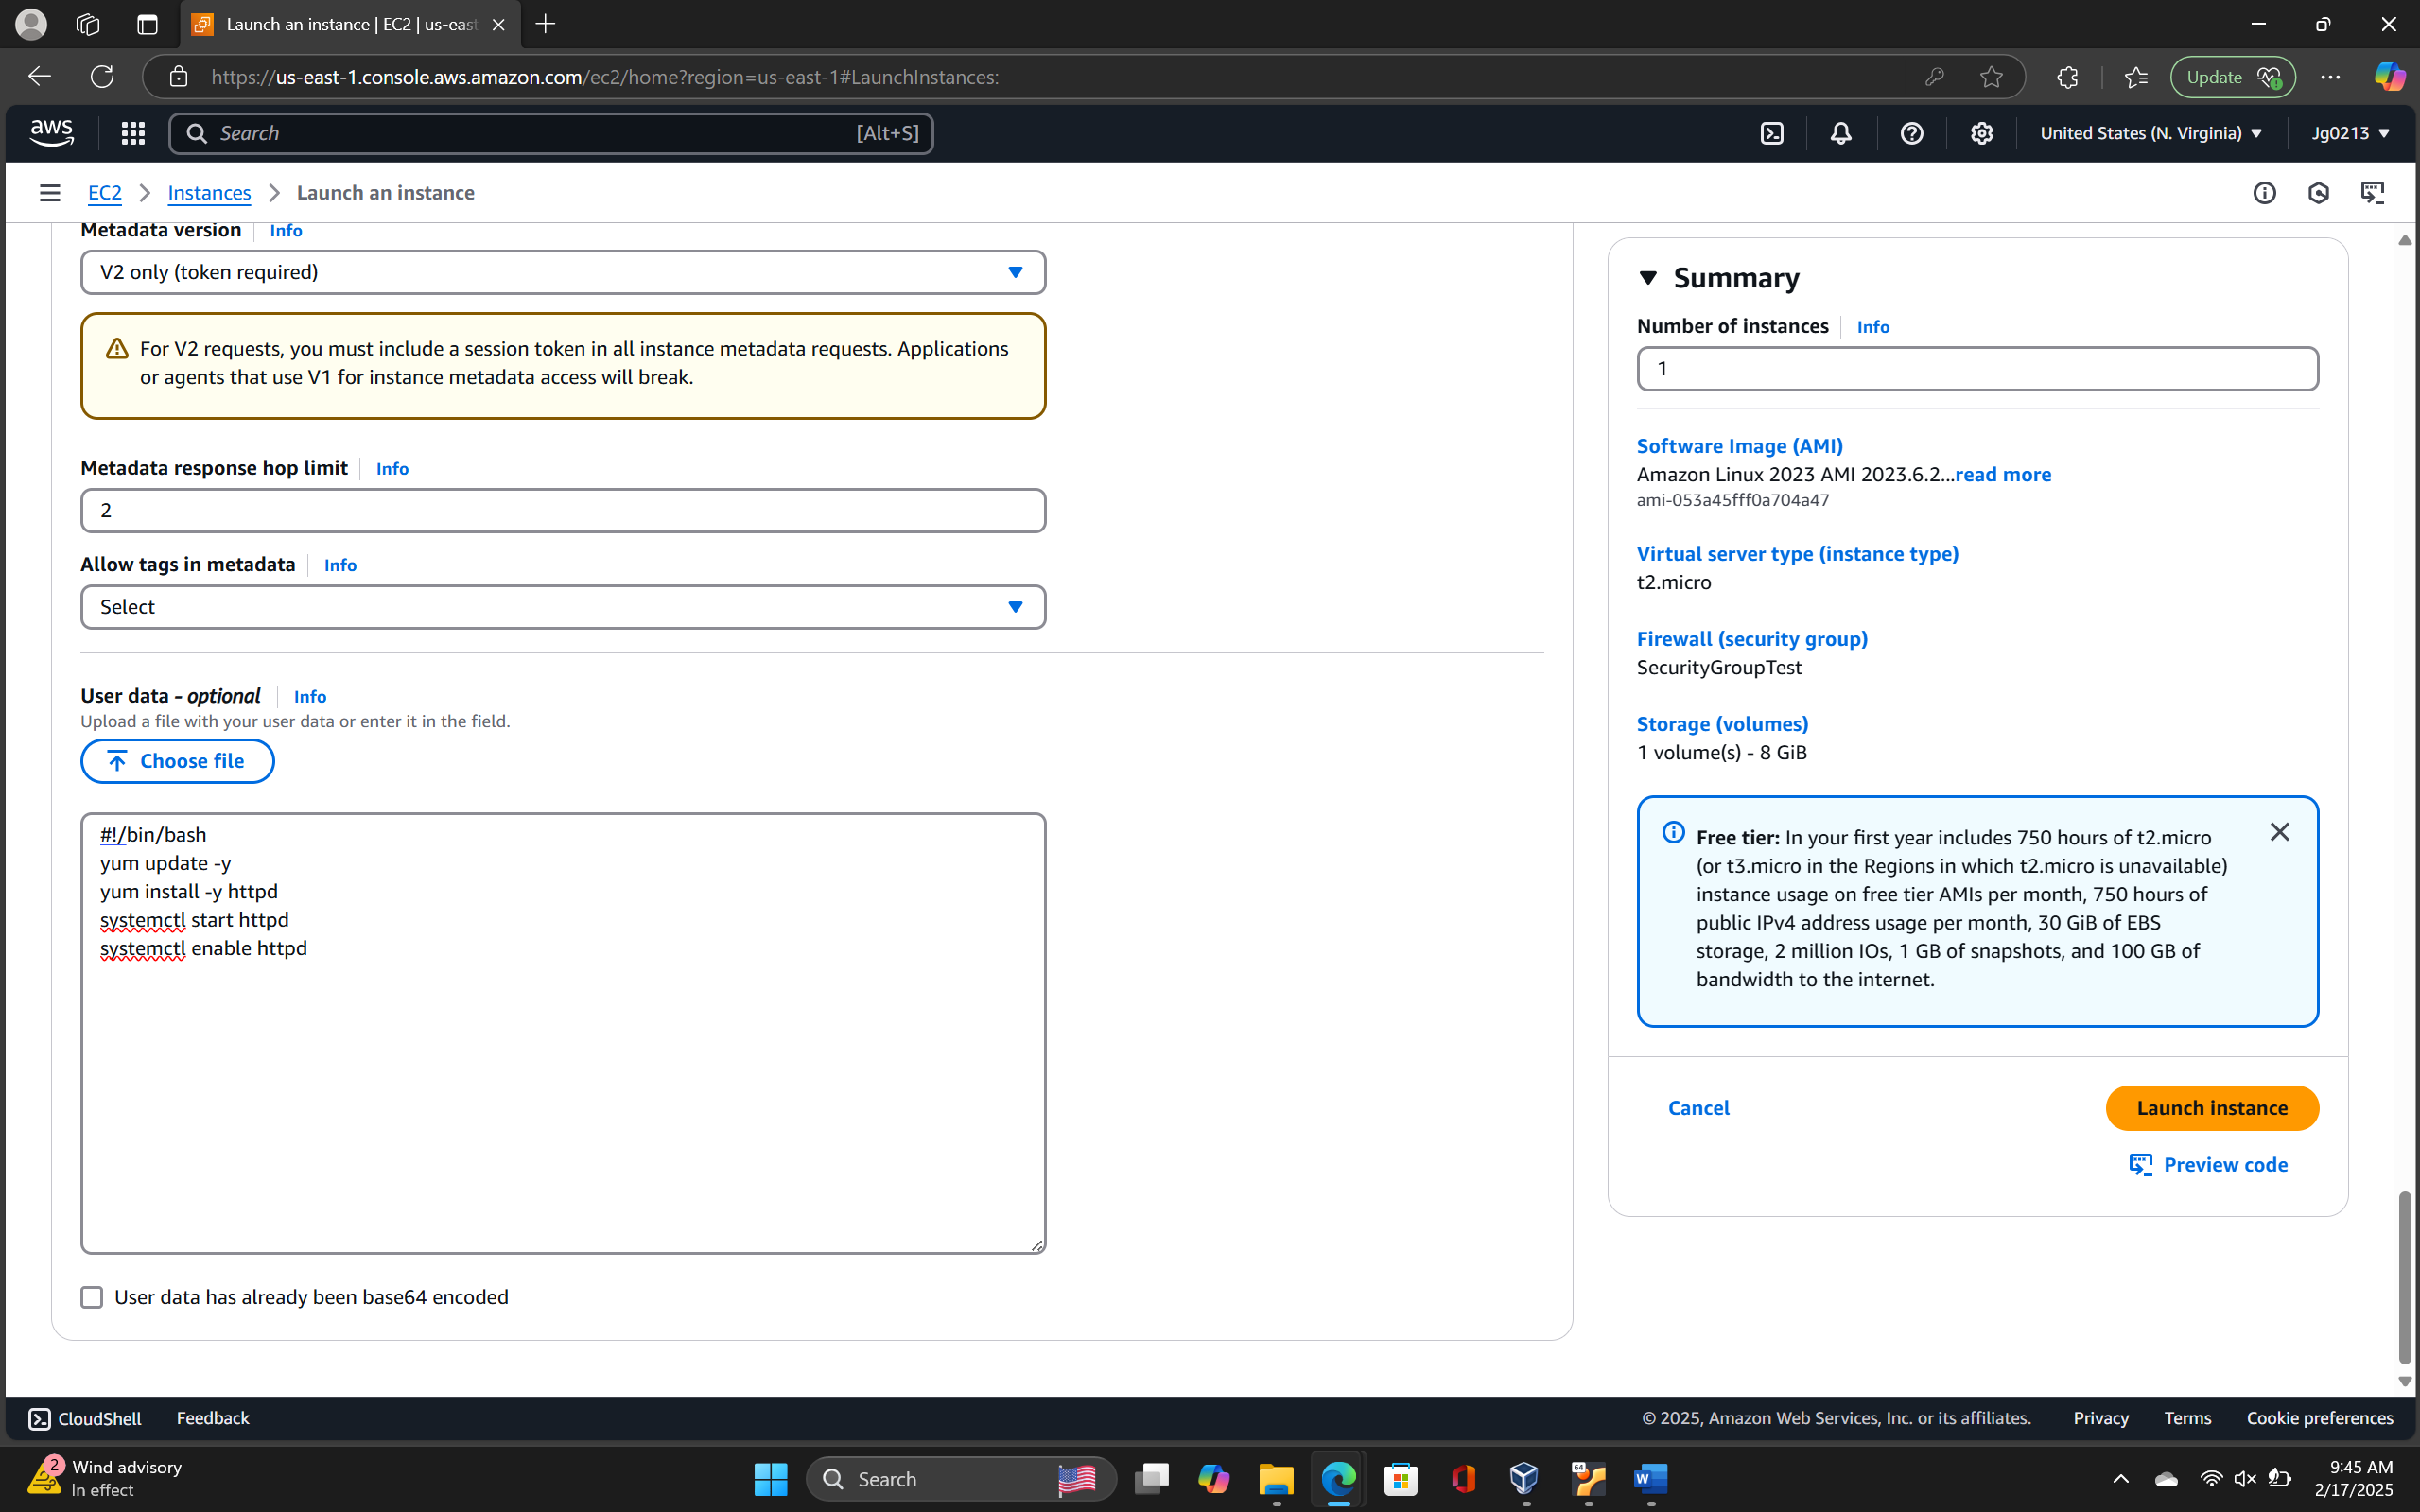 Launch an instance | EC2 | us-east
https://us-east-1.console.aws.amazon.com/ec2/home?region=us-east-1#LaunchInstances:
Update
aws
Search
[Alt+S]
United States (N. Virginia)
Jg0213
EC2 > Instances > Launch an instance
Metadata version
Info
V2 only (token required)
For V2 requests, you must include a session token in all instance metadata requests. Applications
or agents that use V1 for instance metadata access will break.
Metadata response hop limit
Info
2
Allow tags in metadata
Info
Select
User data - optional
Info
Upload a file with your user data or enter it in the field.
Choose file
#!/bin/bash
yum update -y
yum install -y httpd
systemctl start httpd
systemctl enable httpd
User data has already been base64 encoded
Summary
Number of instances
Info
1
Software Image (AMI)
Amazon Linux 2023 AMI 2023.6.2...read more
ami-053a45fff0a704a47
Virtual server type (instance type)
t2.micro
Firewall (security group)
SecurityGroupTest
Storage (volumes)
1 volume(s) - 8 GiB
Free tier: In your first year includes 750 hours of t2.micro
(or t3.micro in the Regions in which t2.micro is unavailable)
instance usage on free tier AMIs per month, 750 hours of
public IPv4 address usage per month, 30 GiB of EBS
storage, 2 million IOs, 1 GB of snapshots, and 100 GB of
bandwidth to the internet.
Cancel
Launch instance
Preview code
CloudShell
Feedback
© 2025, Amazon Web Services, Inc. or its affiliates.
Privacy
Terms
Cookie preferences
2
Wind advisory
In effect
Search
64
W
9:45 AM
2/17/2025